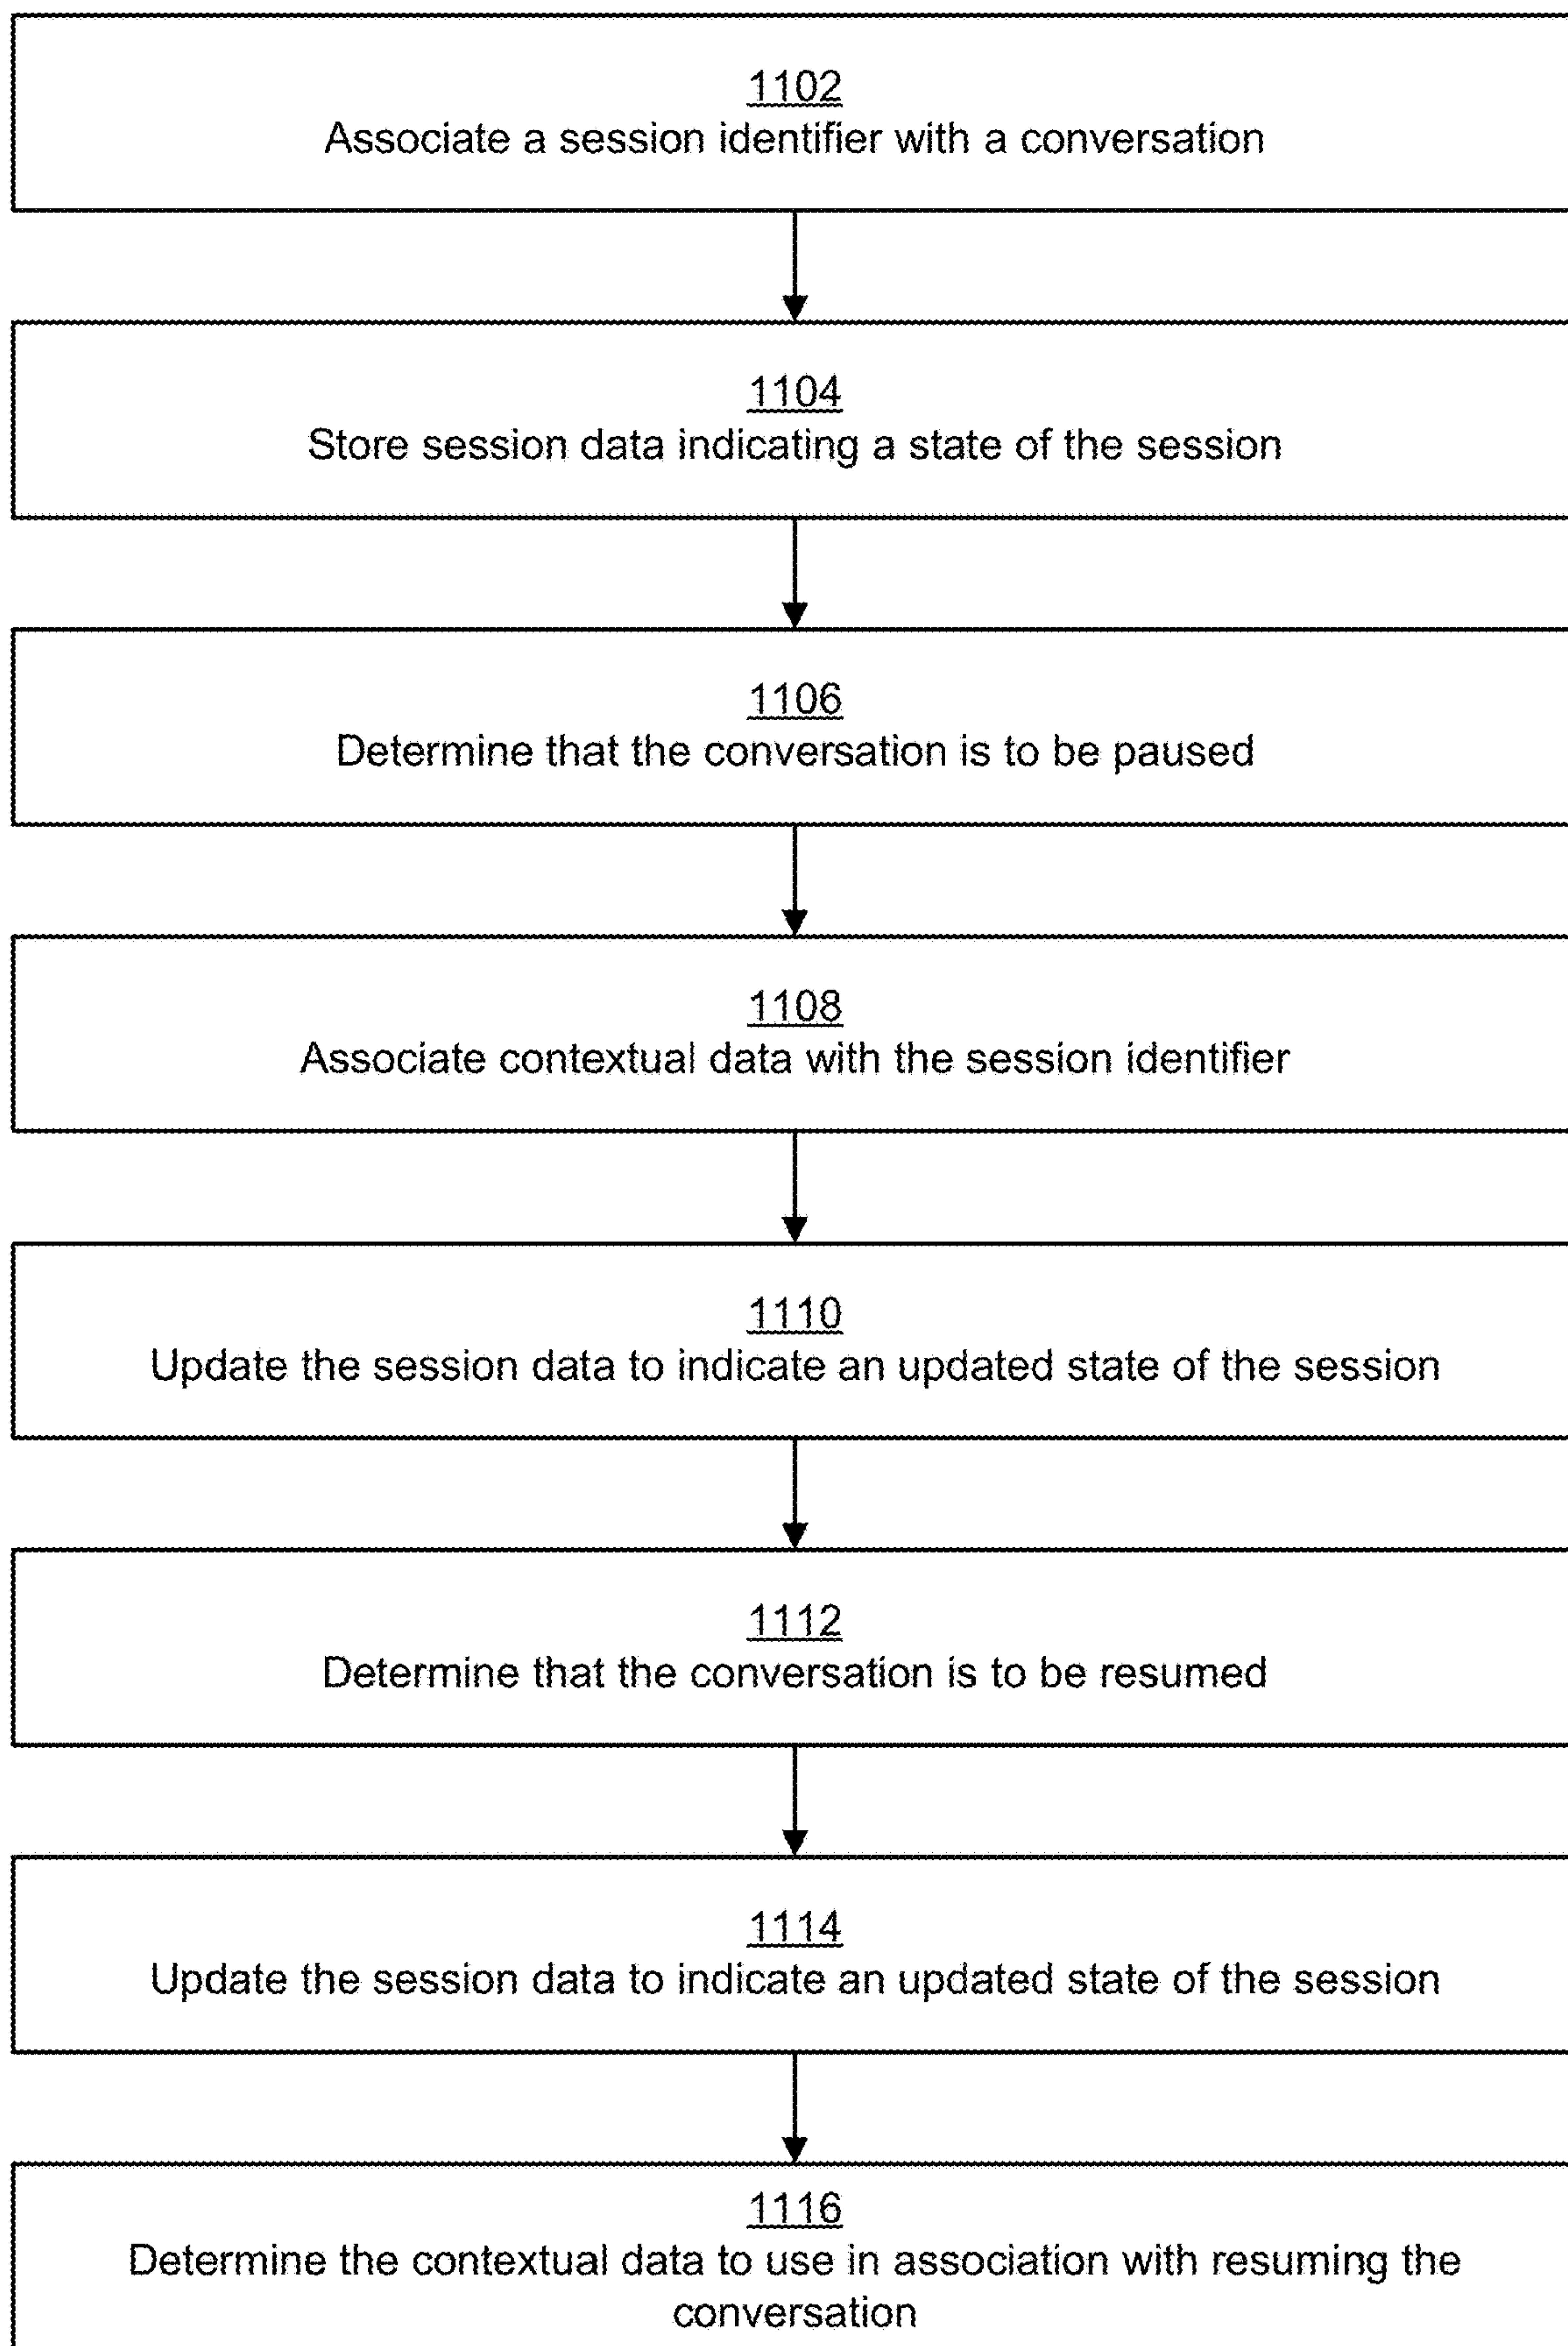 1102
Associate a session identifier with a conversation
1104
Store session data indicating a state of the session
1106
Determine that the conversation is to be paused
1108
Associate contextual data with the session identifier
1110
Update the session data to indicate an updated state of the session
1112
Determine that the conversation is to be resumed
1114
Update the session data to indicate an updated state of the session
1116
Determine the contextual data to use in association with resuming the
conversation